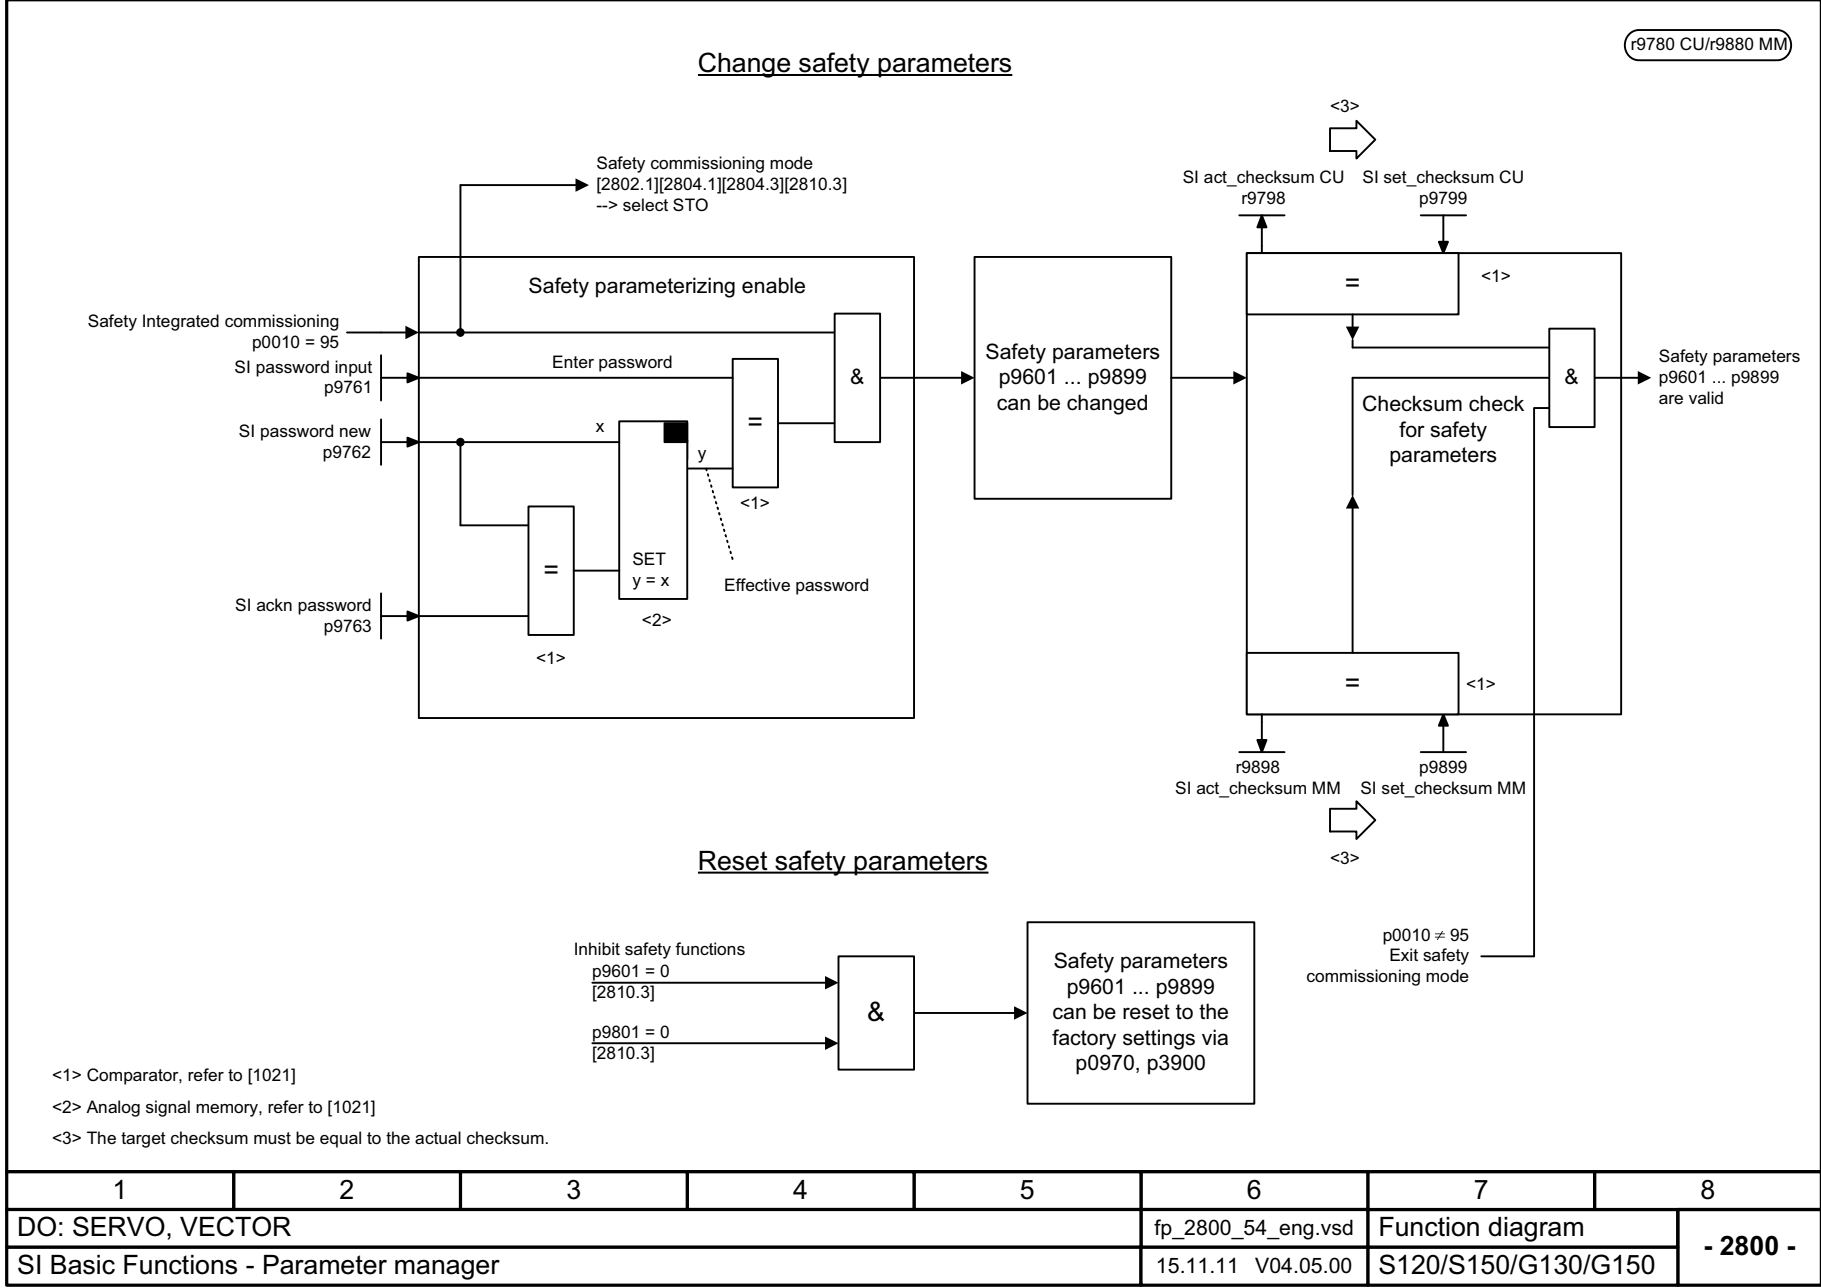 r9780 CU/r9880 MM
Change safety parameters
<3>
Safety commissioning mode
[2802.1][2804.1][2804.3][2810.3]
--> select STO
SI act_checksum CU
r9798
SI set_checksum CU
p9799
Safety parameterizing enable
=
<1>
Safety Integrated commissioning
p0010 = 95
SI password input
p9761
Enter password
SI password new
p9762
x
y
=
<1>
&
SET
y = x
<2>
Effective password
=
<1>
SI ackn password
p9763
Safety parameters
p9601 ... p9899
can be changed
Checksum check
for safety
parameters
&
Safety parameters
p9601 ... p9899
are valid
=
<1>
r9898
SI act_checksum MM
p9899
SI set_checksum MM
<3>
Reset safety parameters
Inhibit safety functions
p9601 = 0
[2810.3]
p9801 = 0
[2810.3]
&
Safety parameters
p9601 ... p9899
can be reset to the
factory settings via
p0970, p3900
p0010 ≠ 95
Exit safety
commissioning mode
<1> Comparator, refer to [1021]
<2> Analog signal memory, refer to [1021]
<3> The target checksum must be equal to the actual checksum.
1 2 3 4 5 6 7 8
DO: SERVO, VECTOR
fp_2800_54_eng.vsd
Function diagram
- 2800 -
SI Basic Functions - Parameter manager
15.11.11 V04.05.00
S120/S150/G130/G150